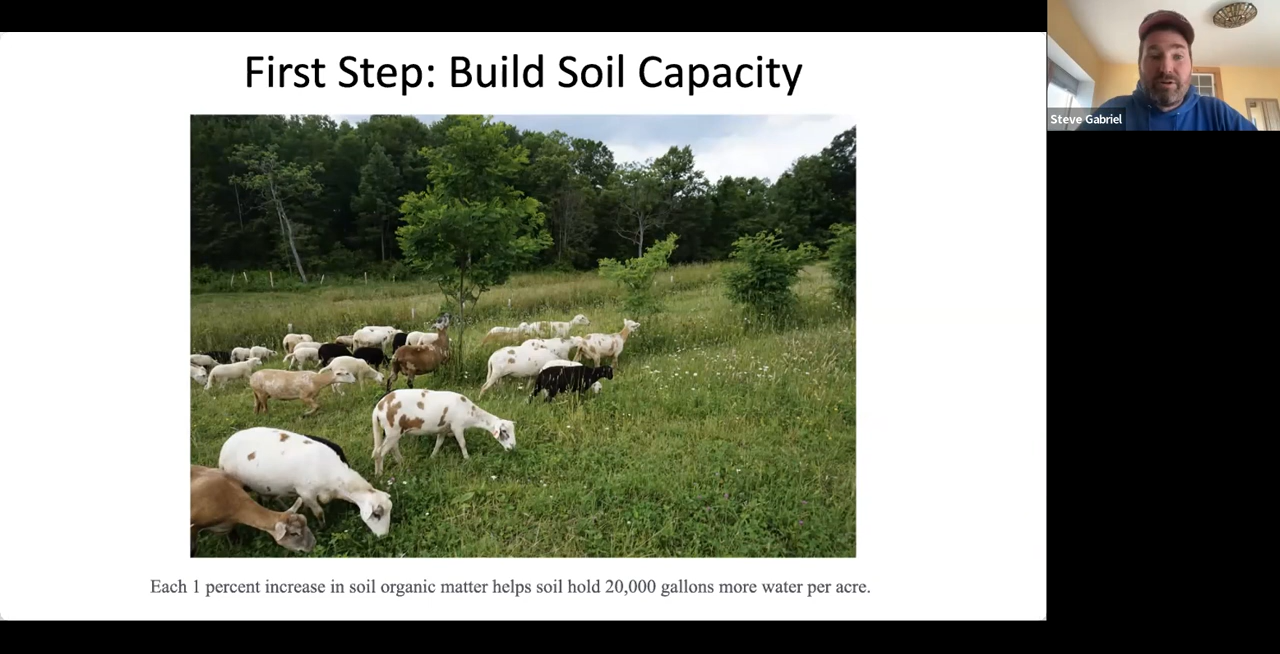 First Step: Build Soil Capacity
Steve Gabriel
Each 1 percent increase in soil organic matter helps soil hold 20,000 gallons more water per acre.